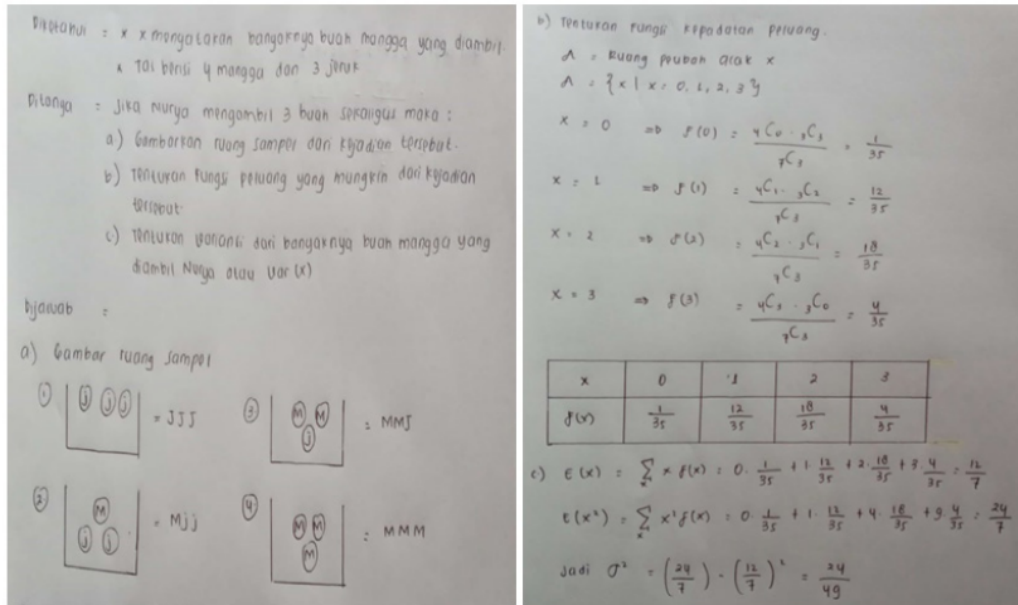 Diketahui = x x menyatakan banyaknya buah mangga yang diambil.
x Tas berisi 4 mangga dan 3 jeruk
Ditanya = Jika Nurya mengambil 3 buah sekaligus maka :
a) Gambarkan ruang sampel dari kejadian tersebut.
b) Tentukan fungsi peluang yang mungkin dari kejadian
tersebut
c) Tentukan variansi dari banyaknya buah mangga yang
diambil Nurya atau Var (x)
Dijawab =
a) Gambar ruang sampel
① J J J = JJJ
② M J J = Mjj
③ M M J = MMJ
④ M M M = MMM
b) Tentukan fungsi kepadatan peluang.
A = Ruang peubah acak x
A = {x | x = 0, 1, 2, 3}
x = 0 => f(0) = ₄C₀ . ₃C₃ / ₇C₃ = 1/35
x = 1 => f(1) = ₄C₁ . ₃C₂ / ₇C₃ = 12/35
x = 2 => f(2) = ₄C₂ . ₃C₁ / ₇C₃ = 18/35
x = 3 => f(3) = ₄C₃ . ₃C₀ / ₇C₃ = 4/35
x 0 1 2 3
f(x) 1/35 12/35 18/35 4/35
c) E(x) = Σ x f(x) = 0. 1/35 + 1. 12/35 + 2. 18/35 + 3. 4/35 = 12/7
x
E(x²) = Σ x² f(x) = 0. 1/35 + 1. 12/35 + 4. 18/35 + 9. 4/35 = 24/7
x
Jadi σ² = (24/7) - (12/7)² = 24/49